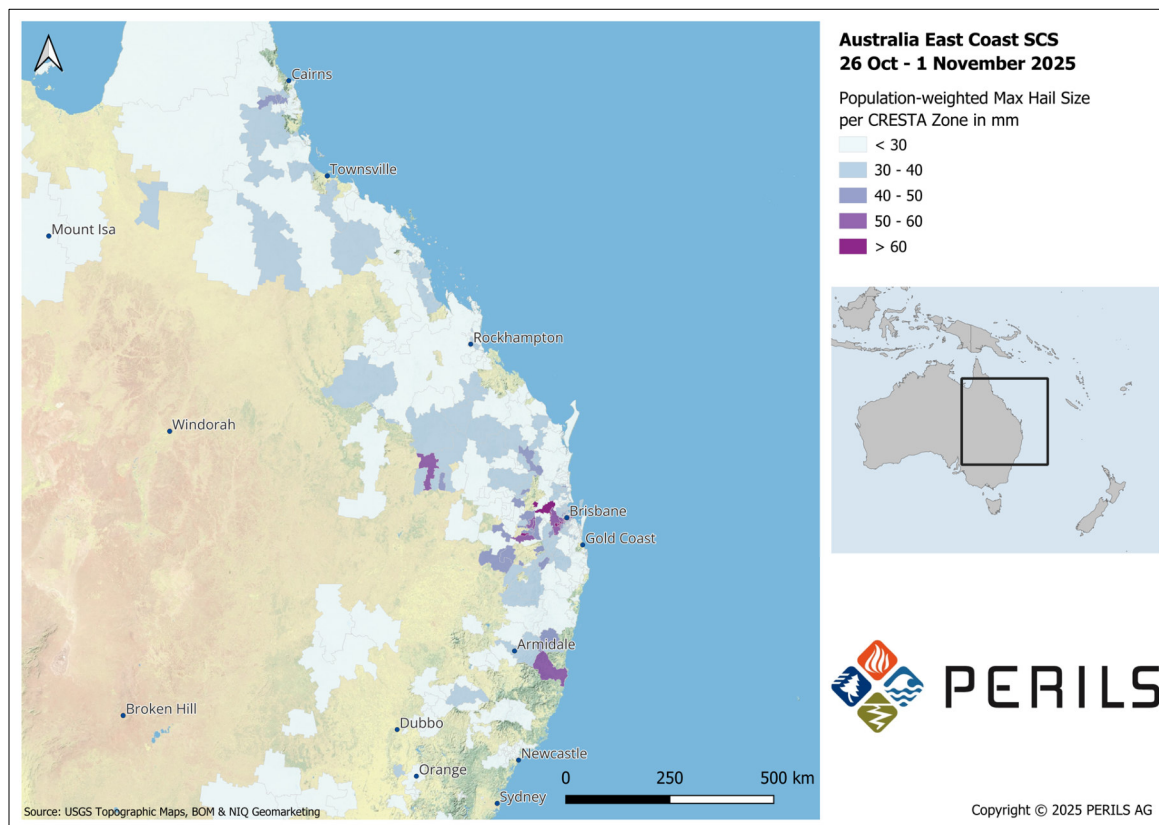 Australia East Coast SCS
26 Oct - 1 November 2025
Population-weighted Max Hail Size
per CRESTA Zone in mm
< 30
30 - 40
40 - 50
50 - 60
> 60
Cairns
Townsville
Mount Isa
Rockhampton
Windorah
Brisbane
Gold Coast
Armidale
Broken Hill
Dubbo
Newcastle
Orange
Sydney
0 250 500 km
Source: USGS Topographic Maps, BOM & NIQ Geomarketing
PERILS
Copyright © 2025 PERILS AG